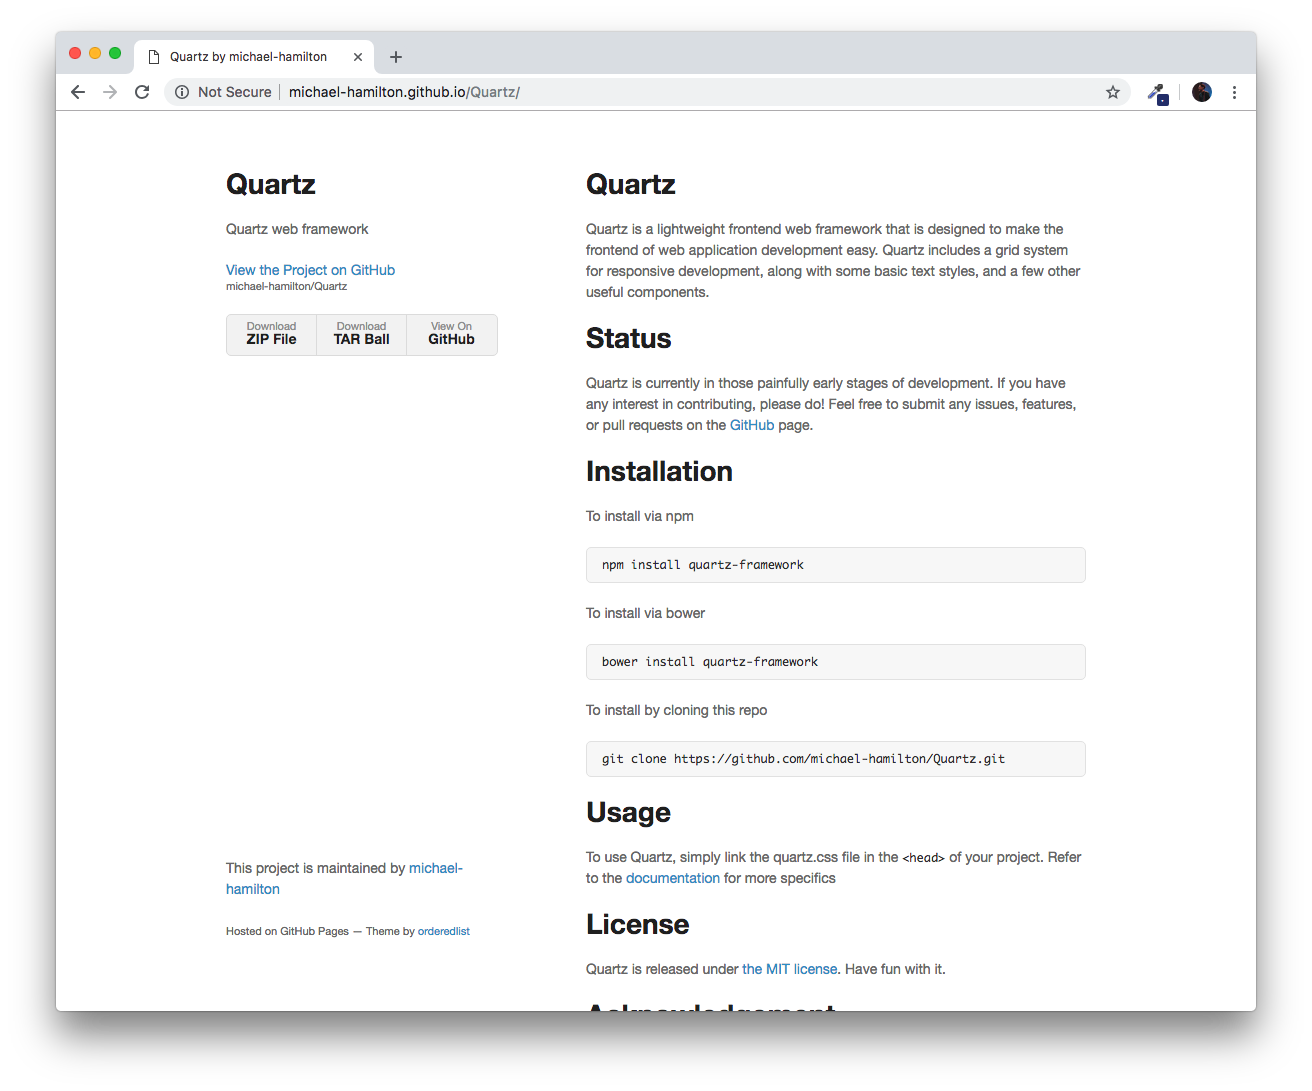 Quartz by michael-hamilton
Not Secure
michael-hamilton.github.io/Quartz/
Quartz
Quartz web framework
View the Project on GitHub
michael-hamilton/Quartz
Download
ZIP File
Download
TAR Ball
View On
GitHub
This project is maintained by michael-
hamilton
Hosted on GitHub Pages — Theme by orderedlist
Quartz
Quartz is a lightweight frontend web framework that is designed to make the
frontend of web application development easy. Quartz includes a grid system
for responsive development, along with some basic text styles, and a few other
useful components.
Status
Quartz is currently in those painfully early stages of development. If you have
any interest in contributing, please do! Feel free to submit any issues, features,
or pull requests on the GitHub page.
Installation
To install via npm
npm install quartz-framework
To install via bower
bower install quartz-framework
To install by cloning this repo
git clone https://github.com/michael-hamilton/Quartz.git
Usage
To use Quartz, simply link the quartz.css file in the <head> of your project. Refer
to the documentation for more specifics
License
Quartz is released under the MIT license. Have fun with it.
Acknowledgement